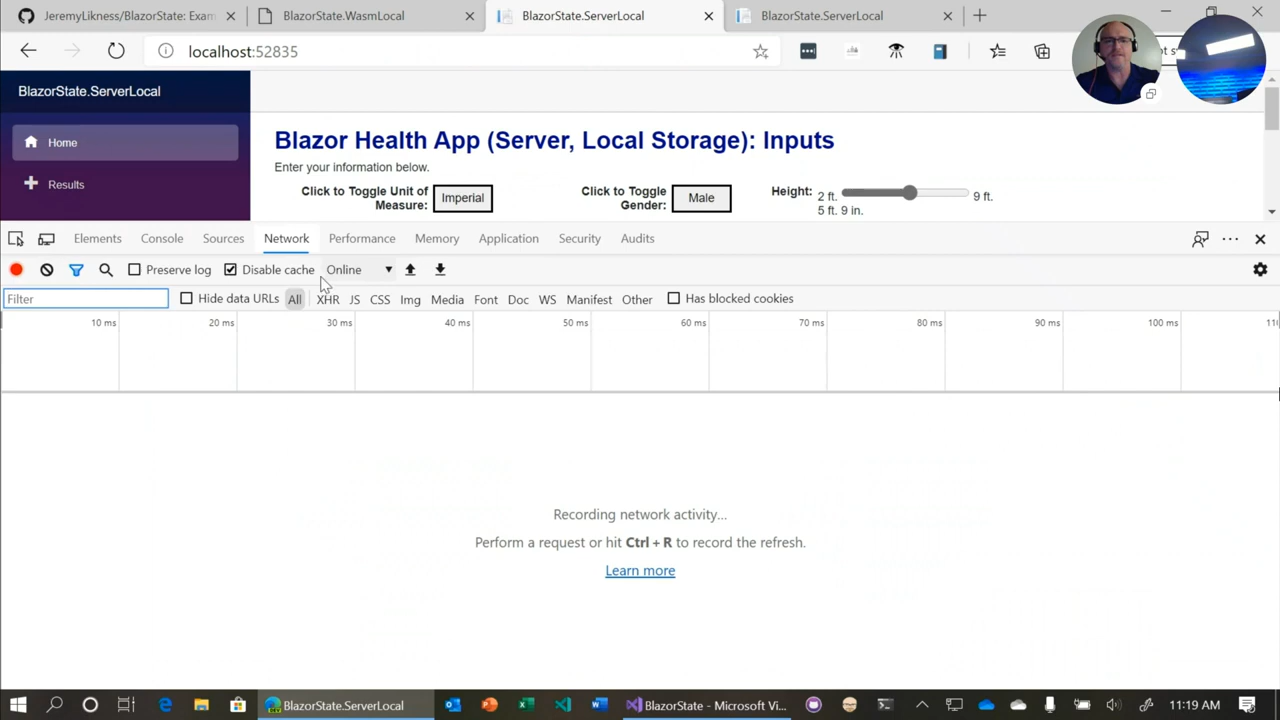 JeremyLikness/BlazorState: Exam
BlazorState.WasmLocal
BlazorState.ServerLocal
BlazorState.ServerLocal
localhost:52835
BlazorState.ServerLocal
Home
Results
Blazor Health App (Server, Local Storage): Inputs
Enter your information below.
Click to Toggle Unit of
Measure:
Imperial
Click to Toggle
Gender:
Male
Height:
2 ft.
9 ft.
5 ft. 9 in.
Elements
Console
Sources
Network
Performance
Memory
Application
Security
Audits
Preserve log
Disable cache
Online
Filter
Hide data URLs
All
XHR
JS
CSS
Img
Media
Font
Doc
WS
Manifest
Other
Has blocked cookies
10 ms
20 ms
30 ms
40 ms
50 ms
60 ms
70 ms
80 ms
90 ms
100 ms
Recording network activity...
Perform a request or hit Ctrl + R to record the refresh.
Learn more
BlazorState.ServerLocal
BlazorState - Microsoft Vi...
11:19 AM